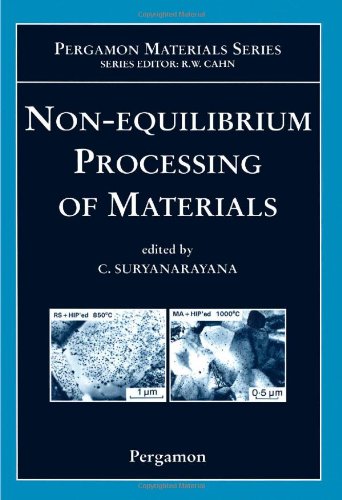 PERGAMON MATERIALS SERIES
SERIES EDITOR: R.W. CAHN
NON-EQUILIBRIUM
PROCESSING
OF MATERIALS
edited by
C. SURYANARAYANA
RS + HIP'ed 850°C
1 μm
MA + HIP'ed 1000°C
0·5 μm
Pergamon